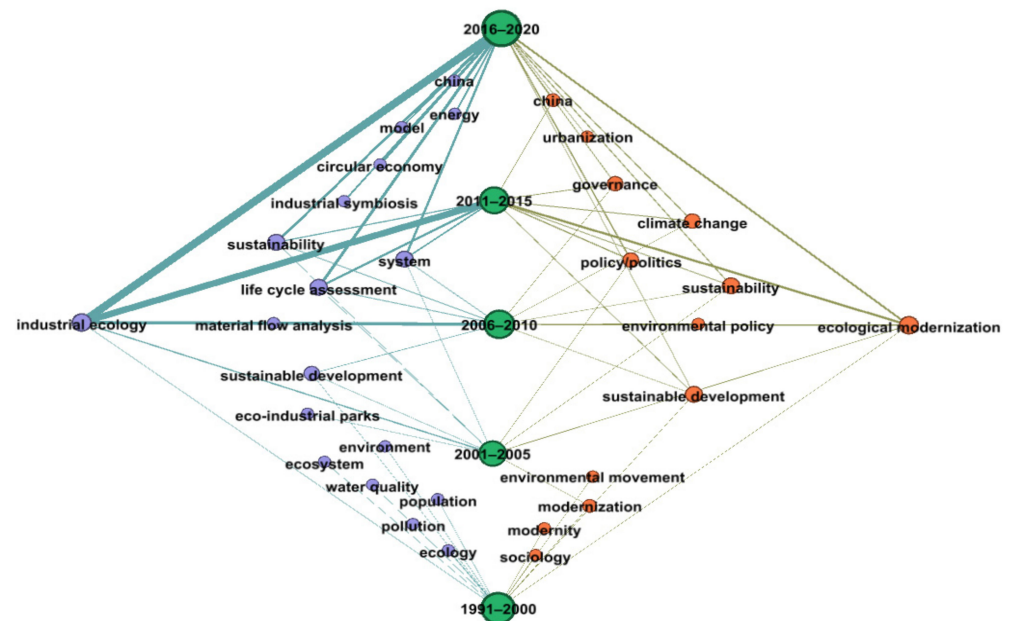 2016–2020
china
china
energy
model
urbanization
circular economy
governance
industrial symbiosis
2011–2015
climate change
sustainability
system
policy/politics
life cycle assessment
sustainability
industrial ecology
material flow analysis
2006–2010
environmental policy
ecological modernization
sustainable development
sustainable development
eco-industrial parks
environment
2001–2005
ecosystem
environmental movement
water quality
population
modernization
pollution
modernity
ecology
sociology
1991–2000